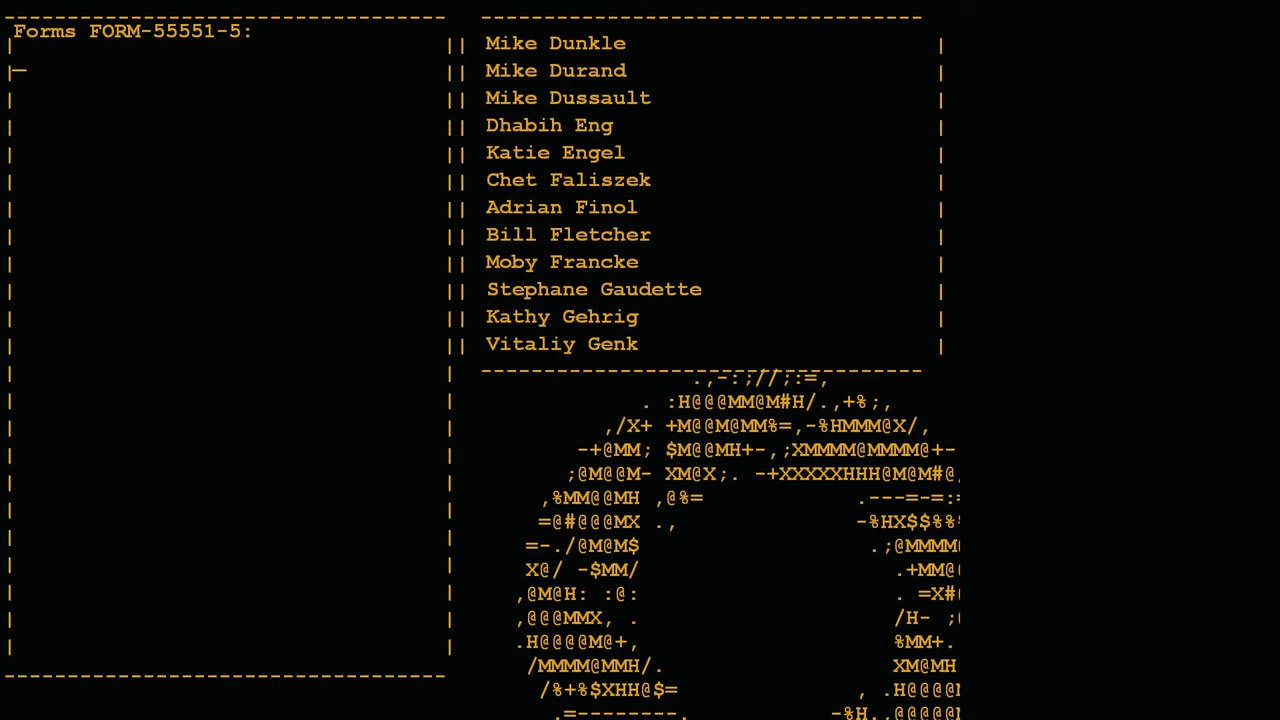 Forms FORM-55551-5:
Mike Dunkle
Mike Durand
Mike Dussault
Dhabih Eng
Katie Engel
Chet Faliszek
Adrian Finol
Bill Fletcher
Moby Francke
Stephane Gaudette
Kathy Gehrig
Vitaliy Genk